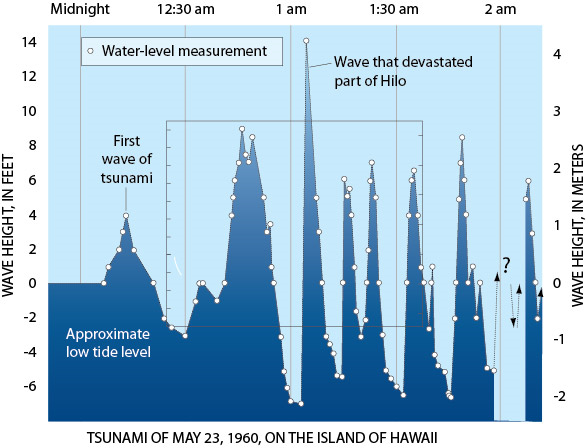 Midnight 12:30 am 1 am 1:30 am 2 am
Water-level measurement
Wave that devastated
part of Hilo
First
wave of
tsunami
?
Approximate
low tide level
WAVE HEIGHT, IN FEET
14
12
10
8
6
4
2
0
-2
-4
-6
WAVE HEIGHT, IN METERS
4
3
2
1
0
-1
-2
TSUNAMI OF MAY 23, 1960, ON THE ISLAND OF HAWAII